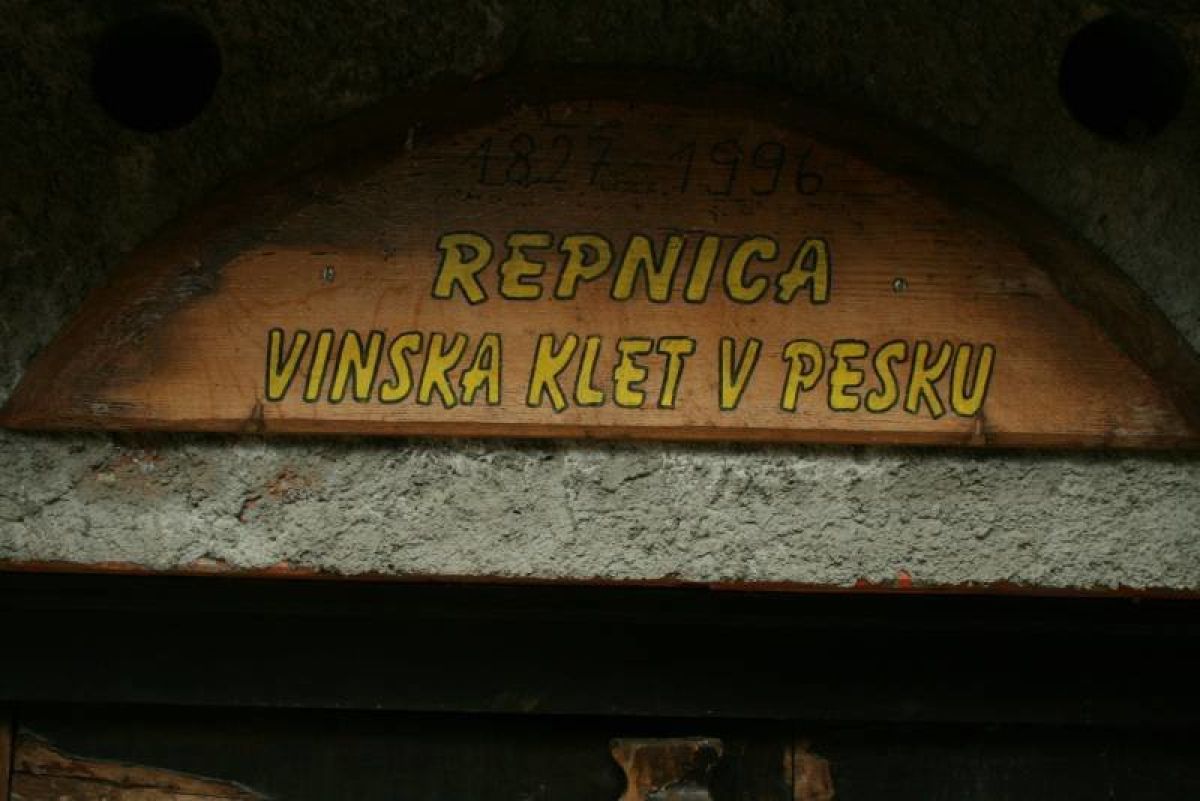 1827 1996
REPNICA
VINSKA KLET V PESKU